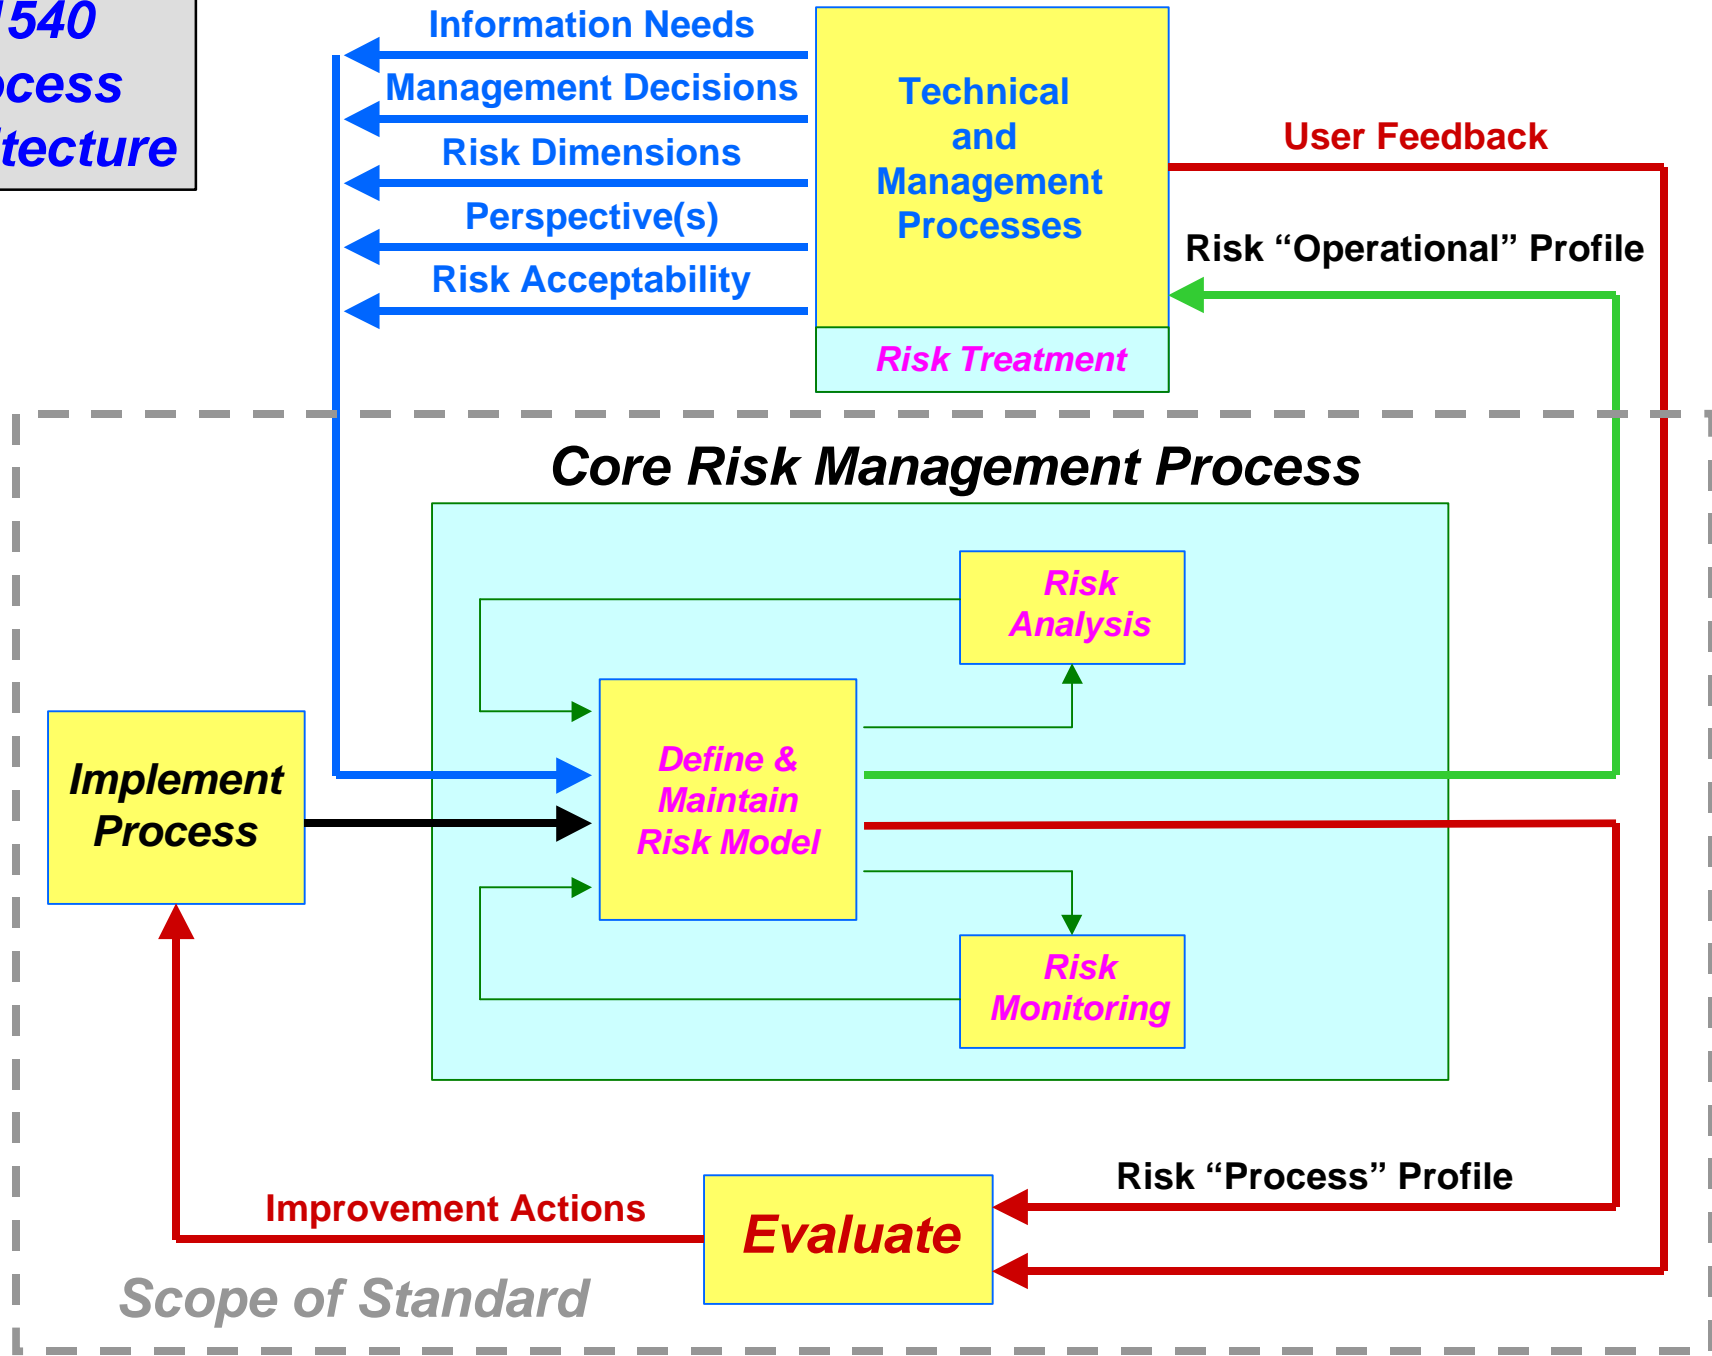 1540
ocess
itecture
Information Needs
Management Decisions
Risk Dimensions
Perspective(s)
Risk Acceptability
Technical
and
Management
Processes
Risk Treatment
User Feedback
Risk “Operational” Profile
Core Risk Management Process
Risk
Analysis
Define &
Maintain
Risk Model
Implement
Process
Risk
Monitoring
Risk “Process” Profile
Improvement Actions
Evaluate
Scope of Standard